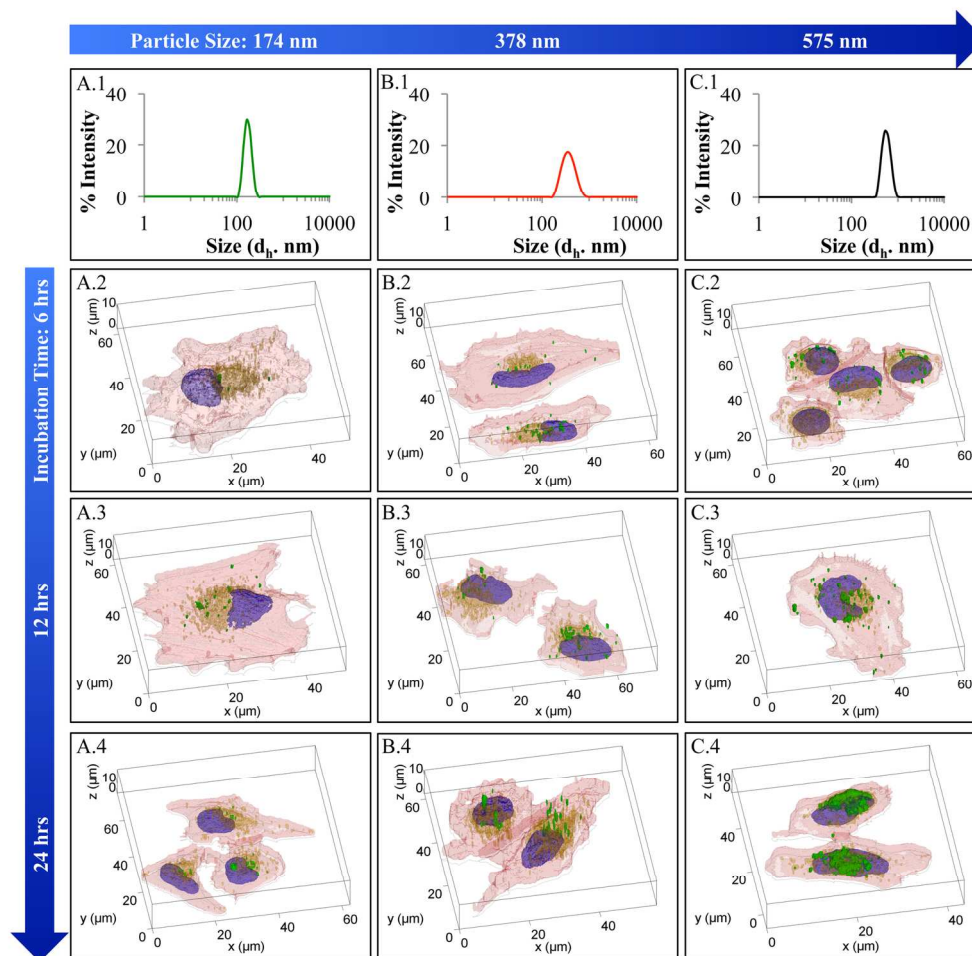 Particle Size: 174 nm 378 nm 575 nm
A.1
40
20
0
% Intensity
1 100 10000
Size (dh. nm)
B.1
40
20
0
% Intensity
1 100 10000
Size (dh. nm)
C.1
40
20
0
% Intensity
1 100 10000
Size (dh. nm)
Incubation Time: 6 hrs
A.2
z (µm)
10
0
60
40
20
y (µm)
0
0 20 40
x (µm)
B.2
z (µm)
10
0
60
40
20
y (µm)
0
0 20 40 60
x (µm)
C.2
z (µm)
10
0
60
40
20
y (µm)
0
0 20 40 60
x (µm)
12 hrs
A.3
z (µm)
10
0
60
40
20
y (µm)
0
0 20 40
x (µm)
B.3
z (µm)
10
0
60
40
20
y (µm)
0
0 20 40 60
x (µm)
C.3
z (µm)
10
0
60
40
20
y (µm)
0
0 20 40 60
x (µm)
24 hrs
A.4
z (µm)
10
0
60
40
20
y (µm)
0
0 20 40 60
x (µm)
B.4
z (µm)
10
0
60
40
20
y (µm)
0
0 20 40
x (µm)
C.4
z (µm)
10
0
60
40
20
y (µm)
0
0 20 40
x (µm)